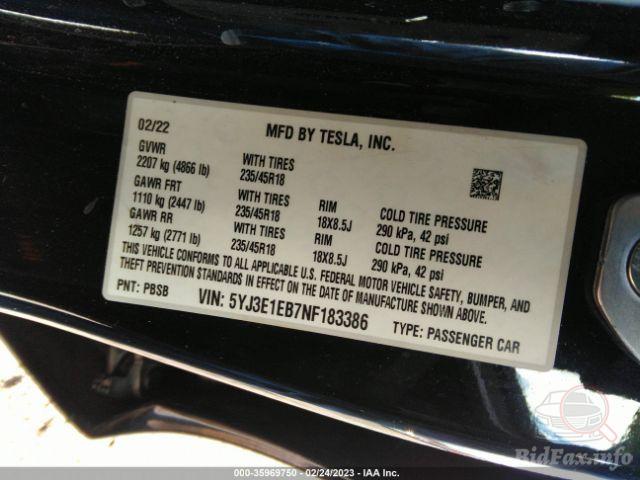 02/22 MFD BY TESLA, INC.
GVWR
2207 kg (4866 lb) WITH TIRES
235/45R18
GAWR FRT
1110 kg (2447 lb) WITH TIRES RIM COLD TIRE PRESSURE
235/45R18 18X8.5J 290 kPa, 42 psi
GAWR RR
1257 kg (2771 lb) WITH TIRES RIM COLD TIRE PRESSURE
235/45R18 18X8.5J 290 kPa, 42 psi
THIS VEHICLE CONFORMS TO ALL APPLICABLE U.S. FEDERAL MOTOR VEHICLE SAFETY, BUMPER, AND
THEFT PREVENTION STANDARDS IN EFFECT ON THE DATE OF MANUFACTURE SHOWN ABOVE.
PNT: PBSB VIN: 5YJ3E1EB7NF183386 TYPE: PASSENGER CAR
BidFax.info
000-35969750 - 02/24/2023 - IAA Inc.